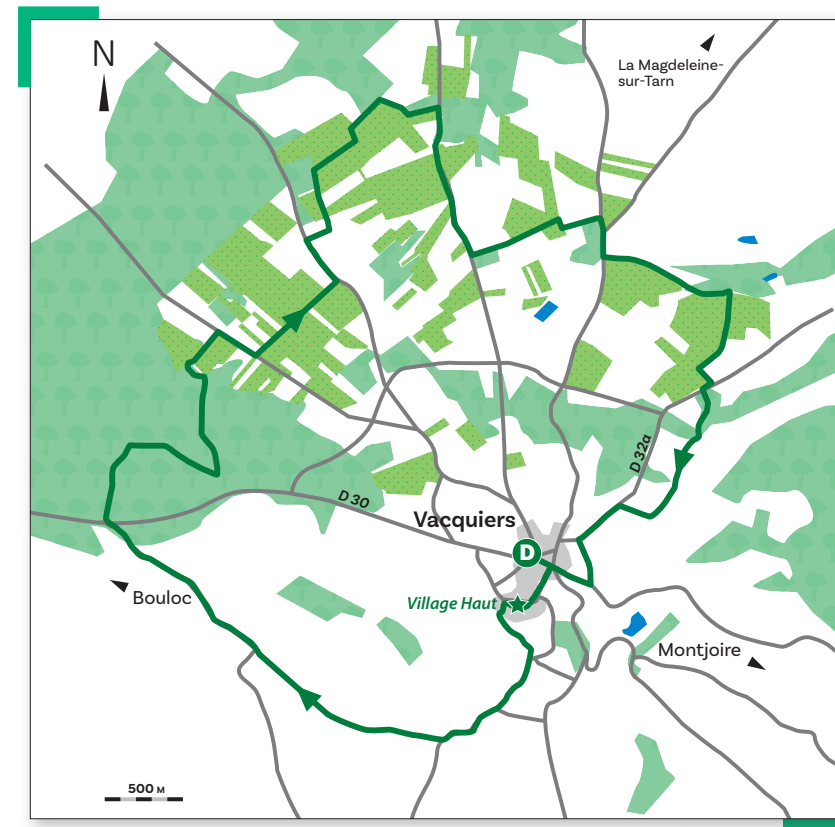 N
La Magdeleine-
sur-Tarn
D 32a
D 30
Vacquiers
D
Village Haut
Bouloc
Montjoire
500 M